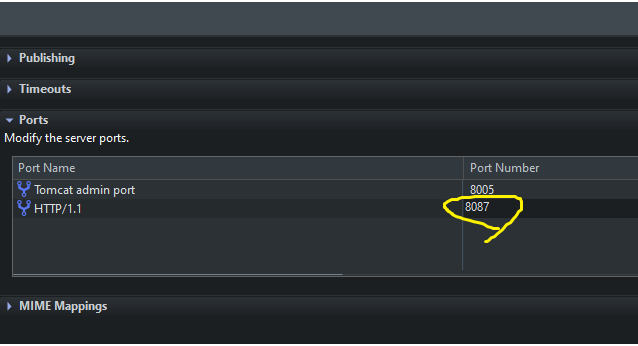 Publishing
Timeouts
Ports
Modify the server ports.
Port Name Port Number
Tomcat admin port 8005
HTTP/1.1 8087
MIME Mappings